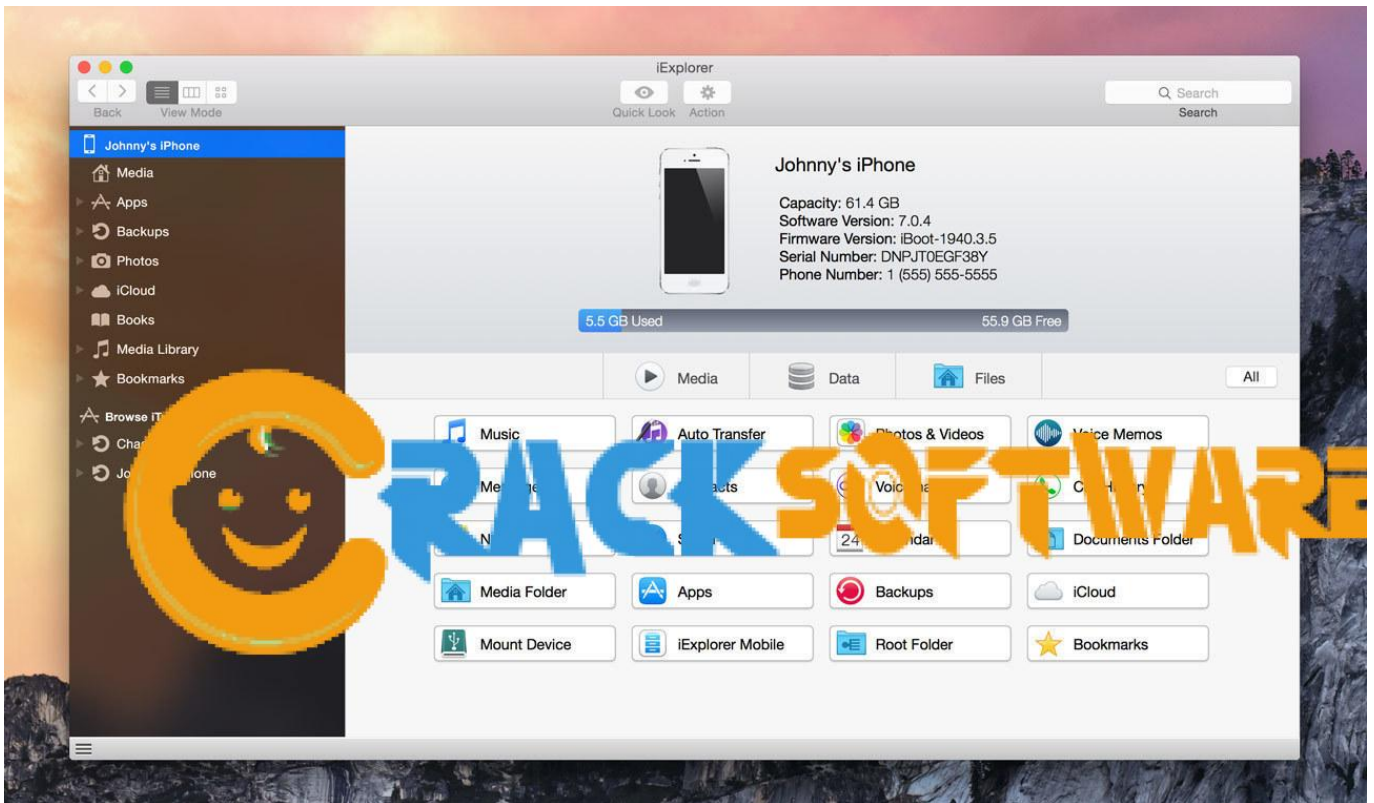 iExplorer
Back
View Mode
Quick Look
Action
Search
Search
Johnny's iPhone
Media
Apps
Backups
Photos
iCloud
Books
Media Library
Bookmarks
Browse
Johnny's iPhone
Capacity: 61.4 GB
Software Version: 7.0.4
Firmware Version: iBoot-1940.3.5
Serial Number: DNPJT0EGF38Y
Phone Number: 1 (555) 555-5555
5.5 GB Used
55.9 GB Free
Media
Data
Files
All
Music
Auto Transfer
Photos & Videos
Voice Memos
CRACKSOFTWARE
24
Documents Folder
Media Folder
Apps
Backups
iCloud
Mount Device
iExplorer Mobile
Root Folder
Bookmarks